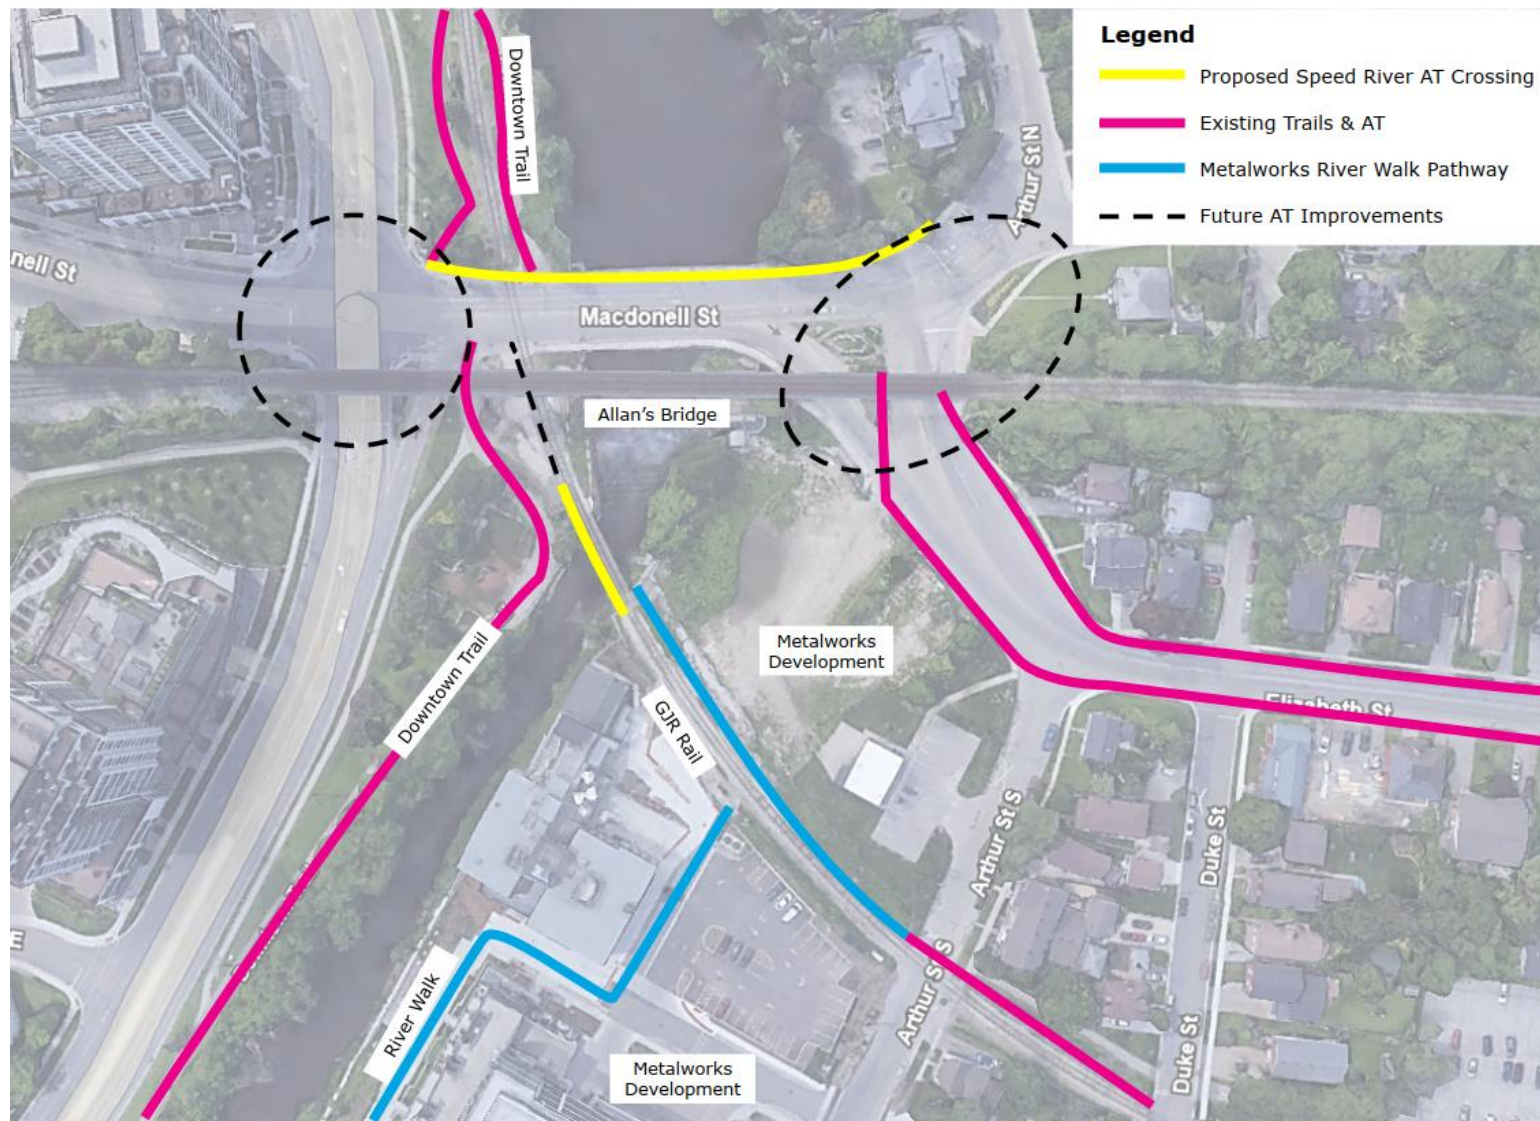 Legend
Proposed Speed River AT Crossing
Existing Trails & AT
Metalworks River Walk Pathway
Future AT Improvements
Downtown Trail
Arthur St N
nell St
Macdonell St
Allan's Bridge
Metalworks
Development
Downtown Trail
GJR Rail
Elizabeth St
Arthur St S
Duke St
River Walk
Arthur St S
Duke St
Metalworks
Development